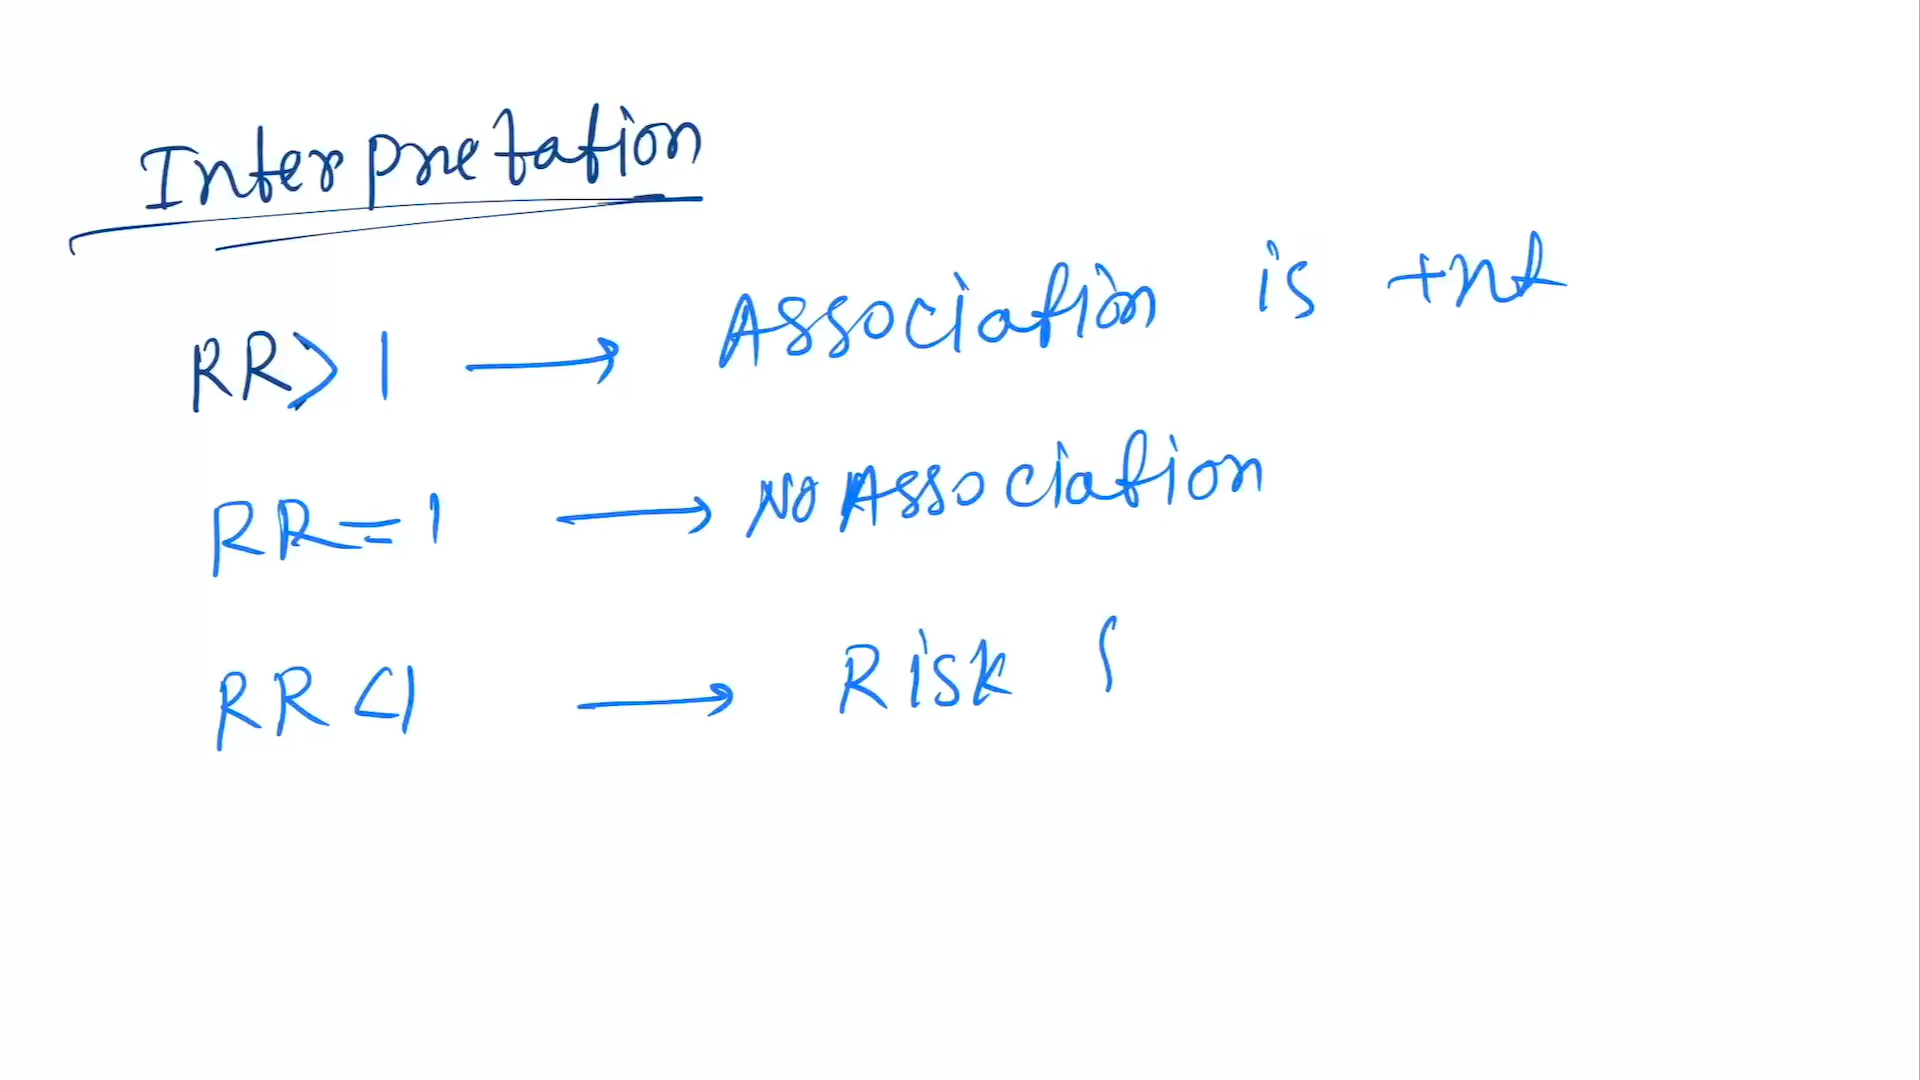 Interpretation
RR > 1 → Association is +nt
RR = 1 → No Association
RR < 1 → Risk